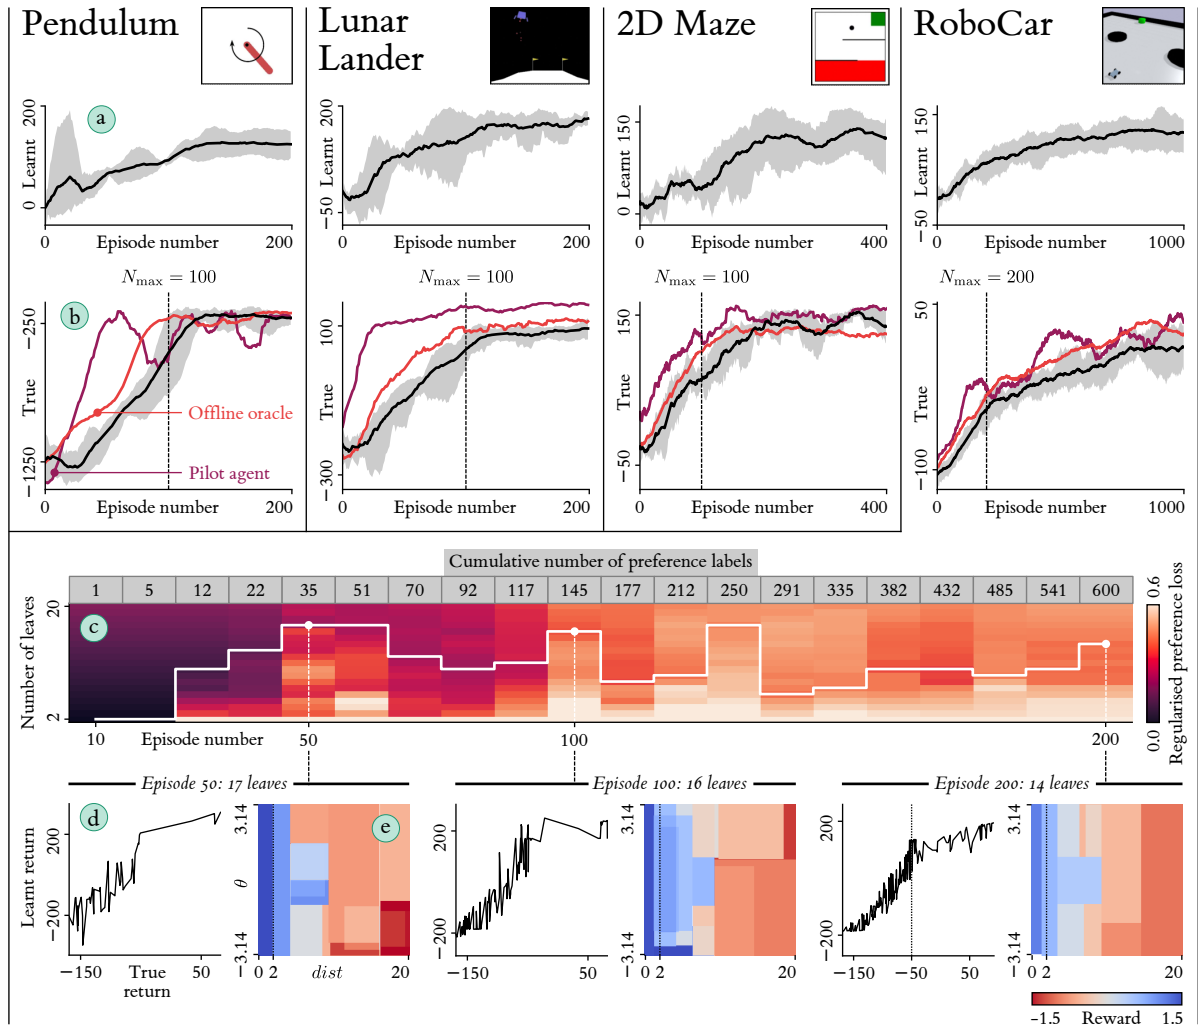 Pendulum
Lunar
Lander
2D Maze
RoboCar
a
Learnt
0
200
0
Episode number
200
Learnt
−50
200
0
Episode number
200
Learnt
0
150
0
Episode number
400
Learnt
−50
150
0
Episode number
1000
b
N_max = 100
True
−1250
−250
Offline oracle
Pilot agent
0
Episode number
200
N_max = 100
True
−300
100
0
Episode number
200
N_max = 100
True
−50
150
0
Episode number
400
N_max = 200
True
−100
50
0
Episode number
1000
Cumulative number of preference labels
1 5 12 22 35 51 70 92 117 145 177 212 250 291 335 382 432 485 541 600
c
Number of leaves
2
20
10
Episode number
50
100
200
0.0
0.6
Regularised preference loss
Episode 50: 17 leaves
Episode 100: 16 leaves
Episode 200: 14 leaves
d
Learnt return
−200
200
−150
True
return
50
e
θ
−3.14
3.14
0 2
dist
20
−200
200
−150
50
−3.14
3.14
0 2
20
−200
200
−150
−50
50
−3.14
3.14
0 2
20
−1.5
Reward
1.5